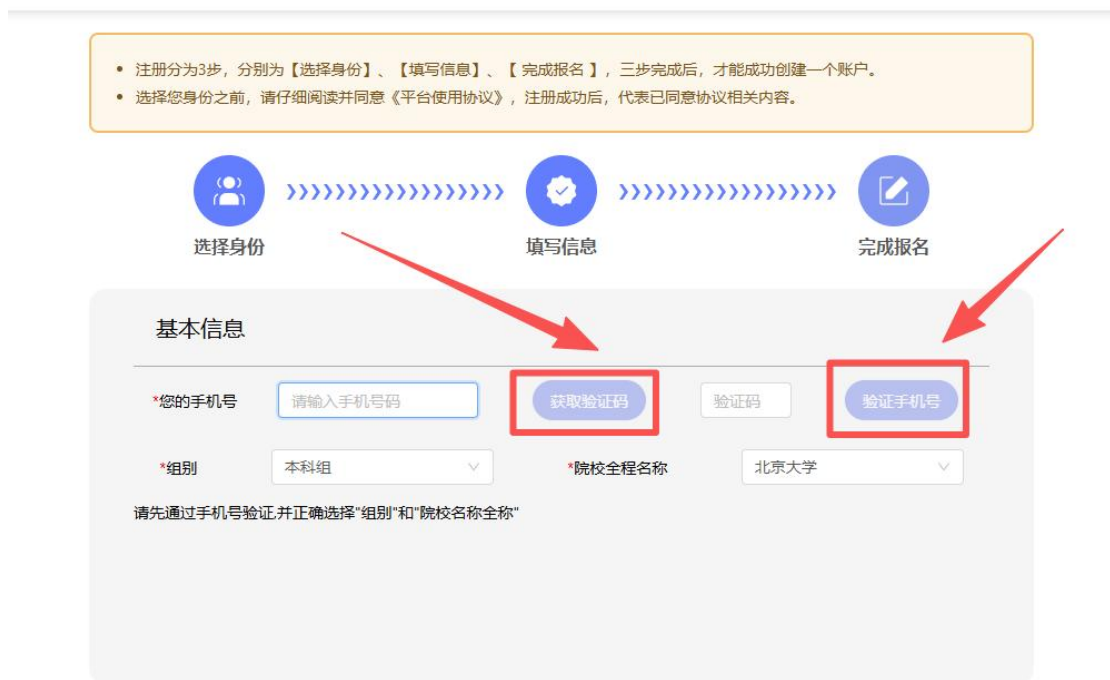 注册分为3步，分别为【选择身份】、【填写信息】、【 完成报名 】，三步完成后，才能成功创建一个账户。
选择您身份之前，请仔细阅读并同意《平台使用协议》，注册成功后，代表已同意协议相关内容。
选择身份 填写信息 完成报名
基本信息
*您的手机号 请输入手机号码 获取验证码 验证码 验证手机号
*组别 本科组 *院校全程名称 北京大学
请先通过手机号验证,并正确选择"组别"和"院校名称全称"